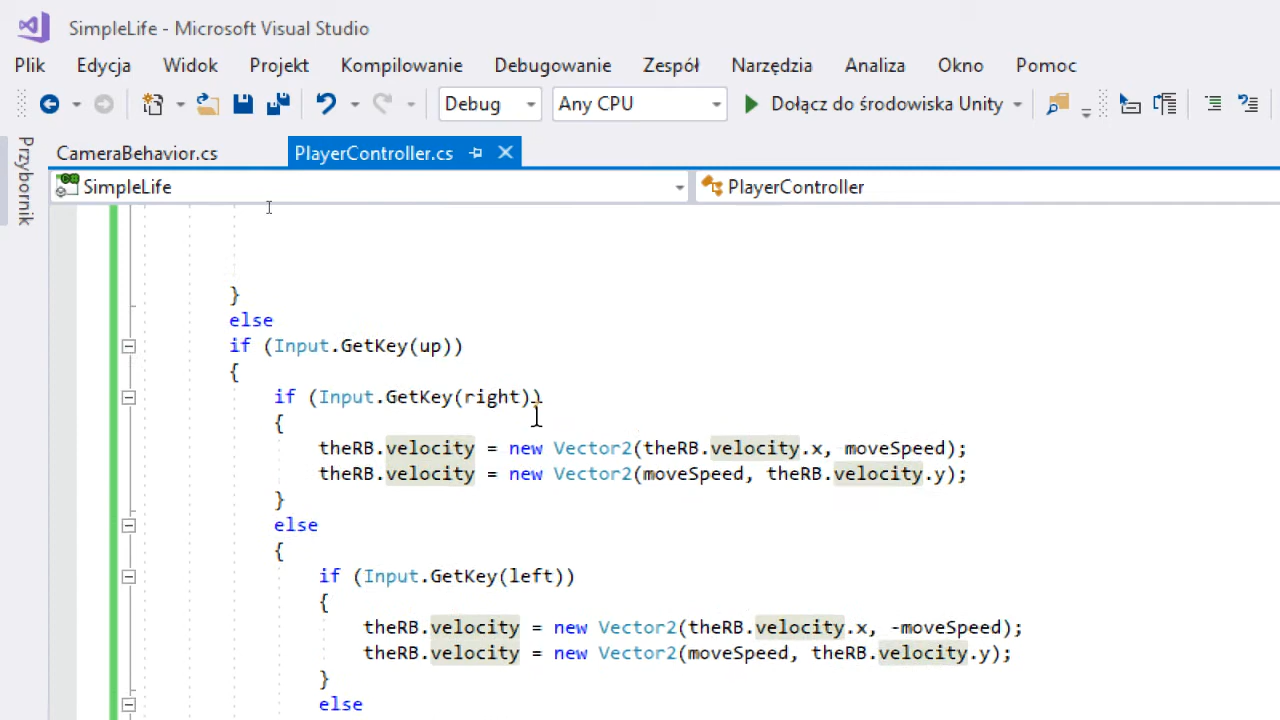 SimpleLife - Microsoft Visual Studio
Plik Edycja Widok Projekt Kompilowanie Debugowanie Zespół Narzędzia Analiza Okno Pomoc
Debug Any CPU Dołącz do środowiska Unity
Przybornik
CameraBehavior.cs PlayerController.cs
SimpleLife PlayerController
}
else
if (Input.GetKey(up))
{
if (Input.GetKey(right))
{
theRB.velocity = new Vector2(theRB.velocity.x, moveSpeed);
theRB.velocity = new Vector2(moveSpeed, theRB.velocity.y);
}
else
{
if (Input.GetKey(left))
{
theRB.velocity = new Vector2(theRB.velocity.x, -moveSpeed);
theRB.velocity = new Vector2(moveSpeed, theRB.velocity.y);
}
else